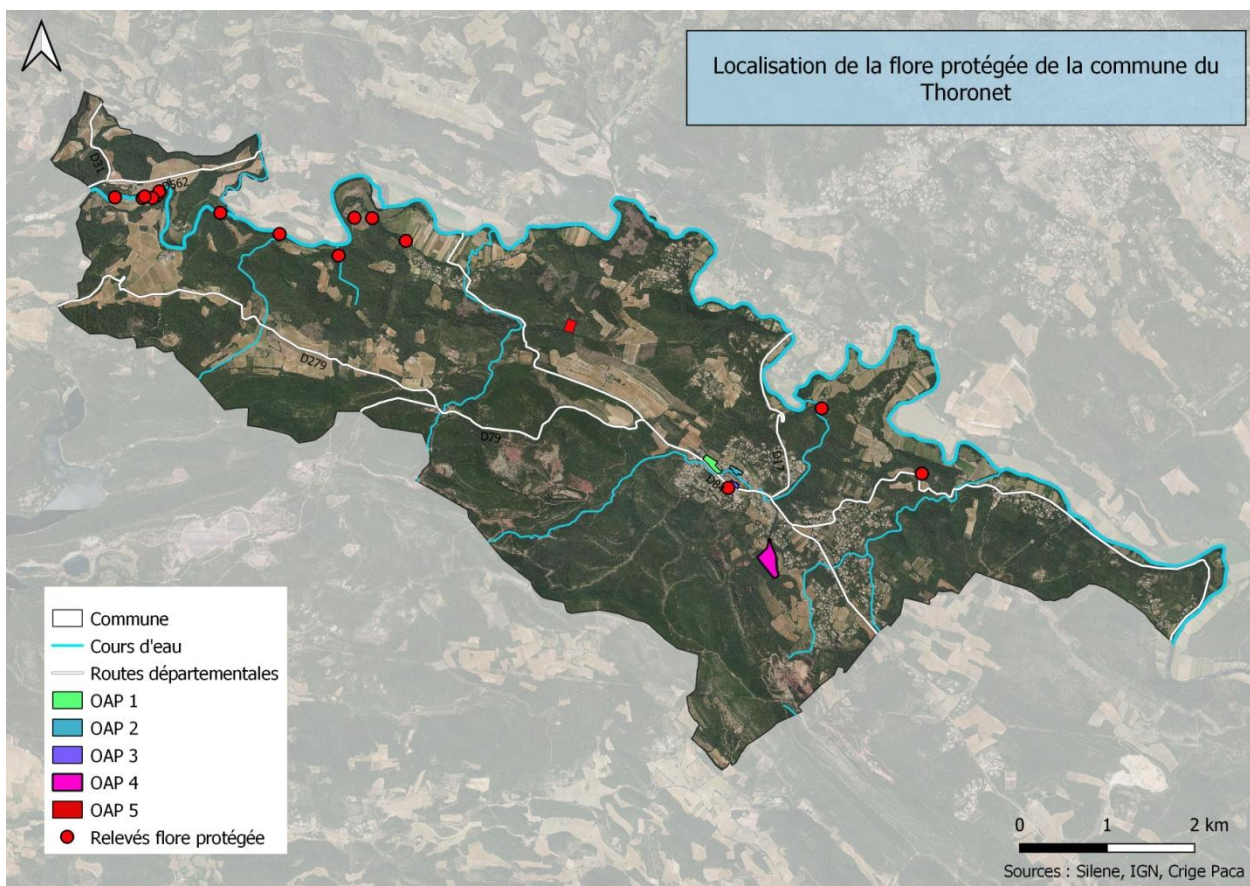 Localisation de la flore protégée de la commune du
Thoronet
D31
D562
D279
D79
D17
D84
Commune
Cours d'eau
Routes départementales
OAP 1
OAP 2
OAP 3
OAP 4
OAP 5
Relevés flore protégée
0 1 2 km
Sources : Silene, IGN, Crige Paca